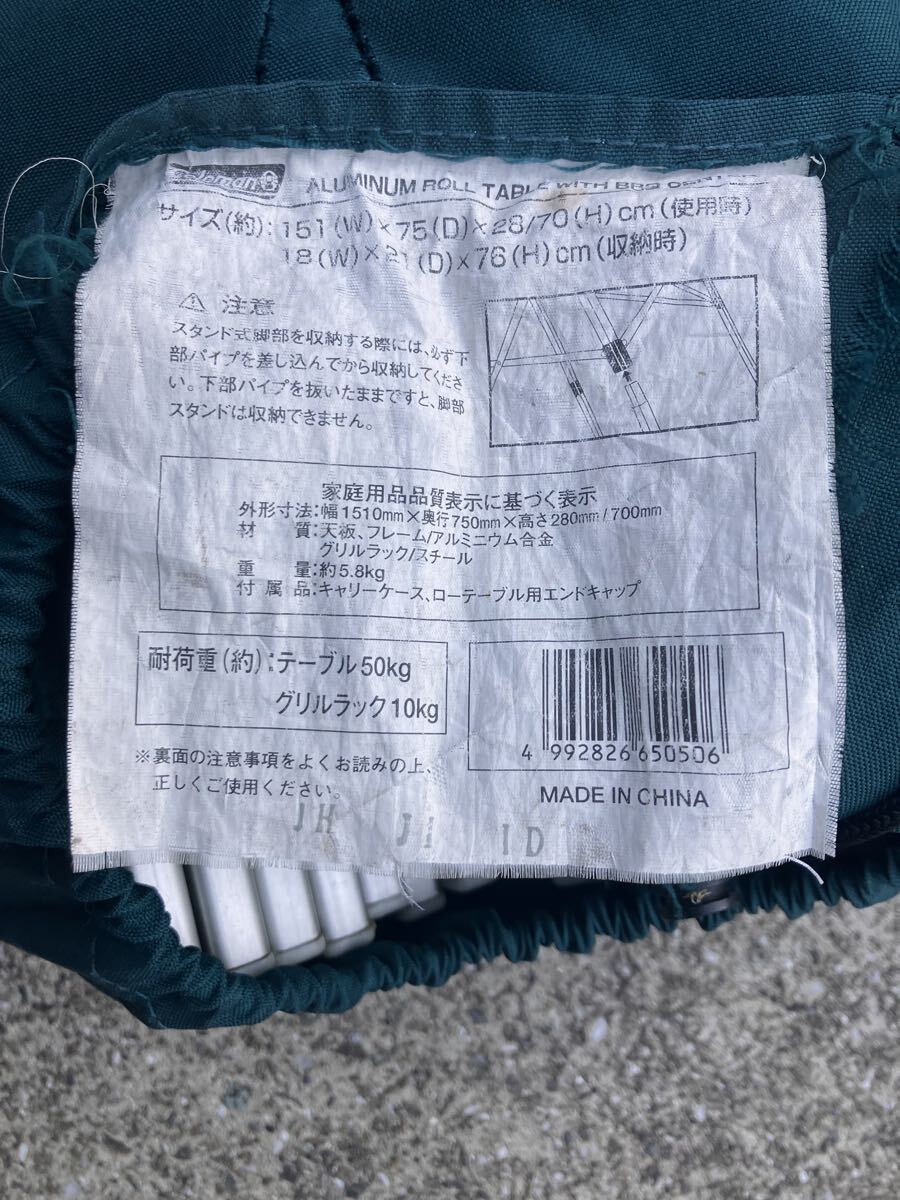 Coleman
ALUMINUM ROLL TABLE WITH BBQ
サイズ(約): 151(W)×75(D)×28/70(H)cm(使用時)
18(W)×21(D)×76(H)cm(収納時)
⚠ 注意
スタンド式脚部を収納する際には、必ず下
部パイプを差し込んでから収納してくださ
い。下部パイプを抜いたままですと、脚部
スタンドは収納できません。
家庭用品品質表示に基づく表示
外形寸法:幅1510mm×奥行750mm×高さ280mm/700mm
材 質:天板、フレーム/アルミニウム合金
グリルラック/スチール
重 量:約5.8kg
付 属 品:キャリーケース、ローテーブル用エンドキャップ
耐荷重(約):テーブル50kg
グリルラック10kg
4 992826 650506
※裏面の注意事項をよくお読みの上、
正しくご使用ください。
MADE IN CHINA
JH JI ID